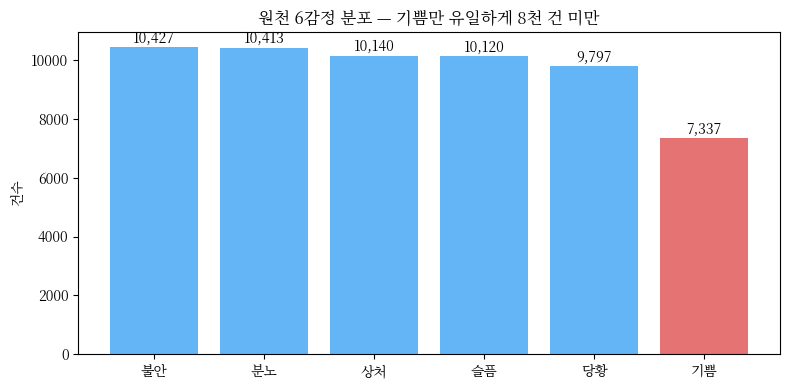 원천 6감정 분포 — 기쁨만 유일하게 8천 건 미만
10,427
10,413
10,140
10,120
9,797
7,337
10000
8000
6000
4000
2000
0
건수
불안
분노
상처
슬픔
당황
기쁨